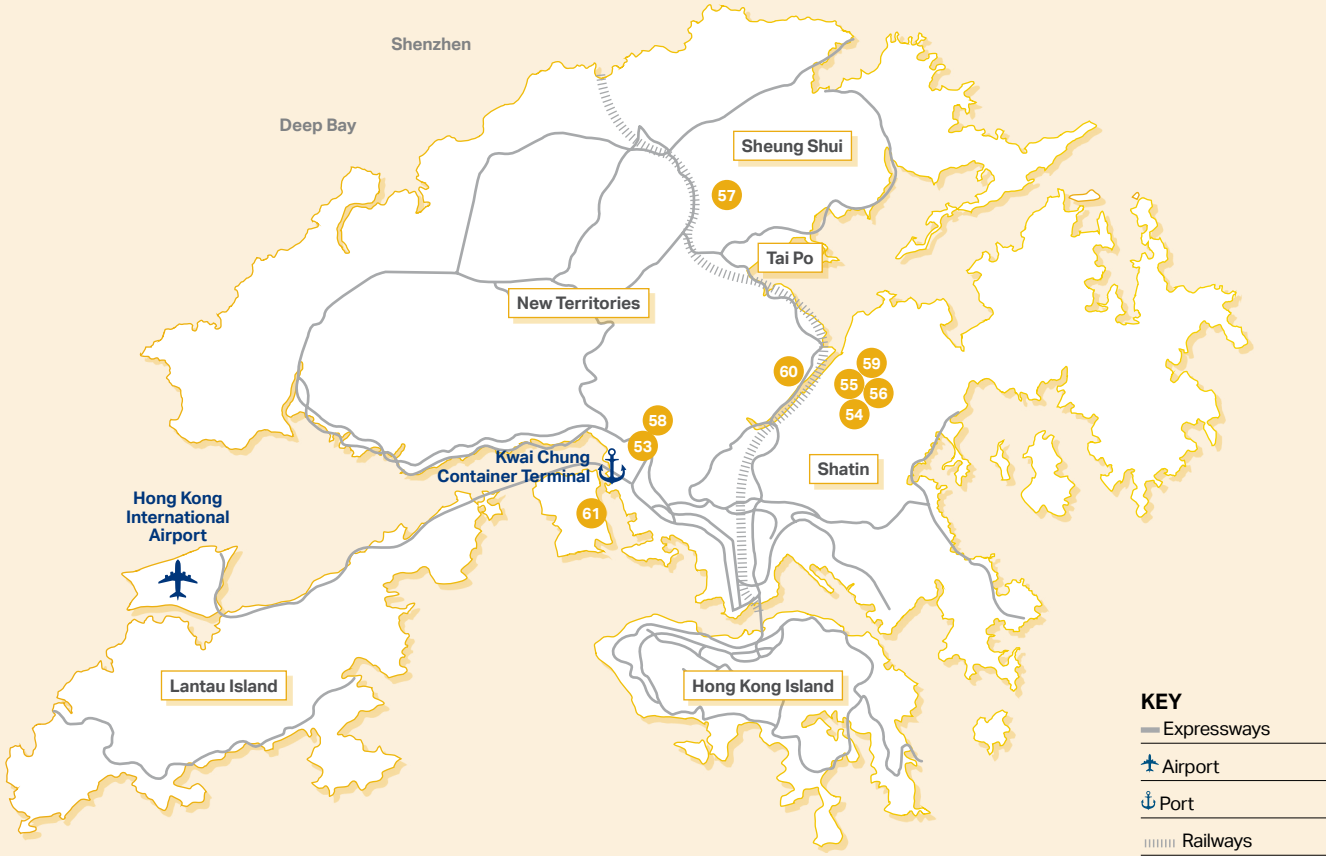 Shenzhen
Deep Bay
Sheung Shui
57
Tai Po
New Territories
59
60
55
56
54
58
53
Kwai Chung
Container Terminal
Shatin
Hong Kong
International
Airport
61
Lantau Island
Hong Kong Island
KEY
Expressways
Airport
Port
Railways